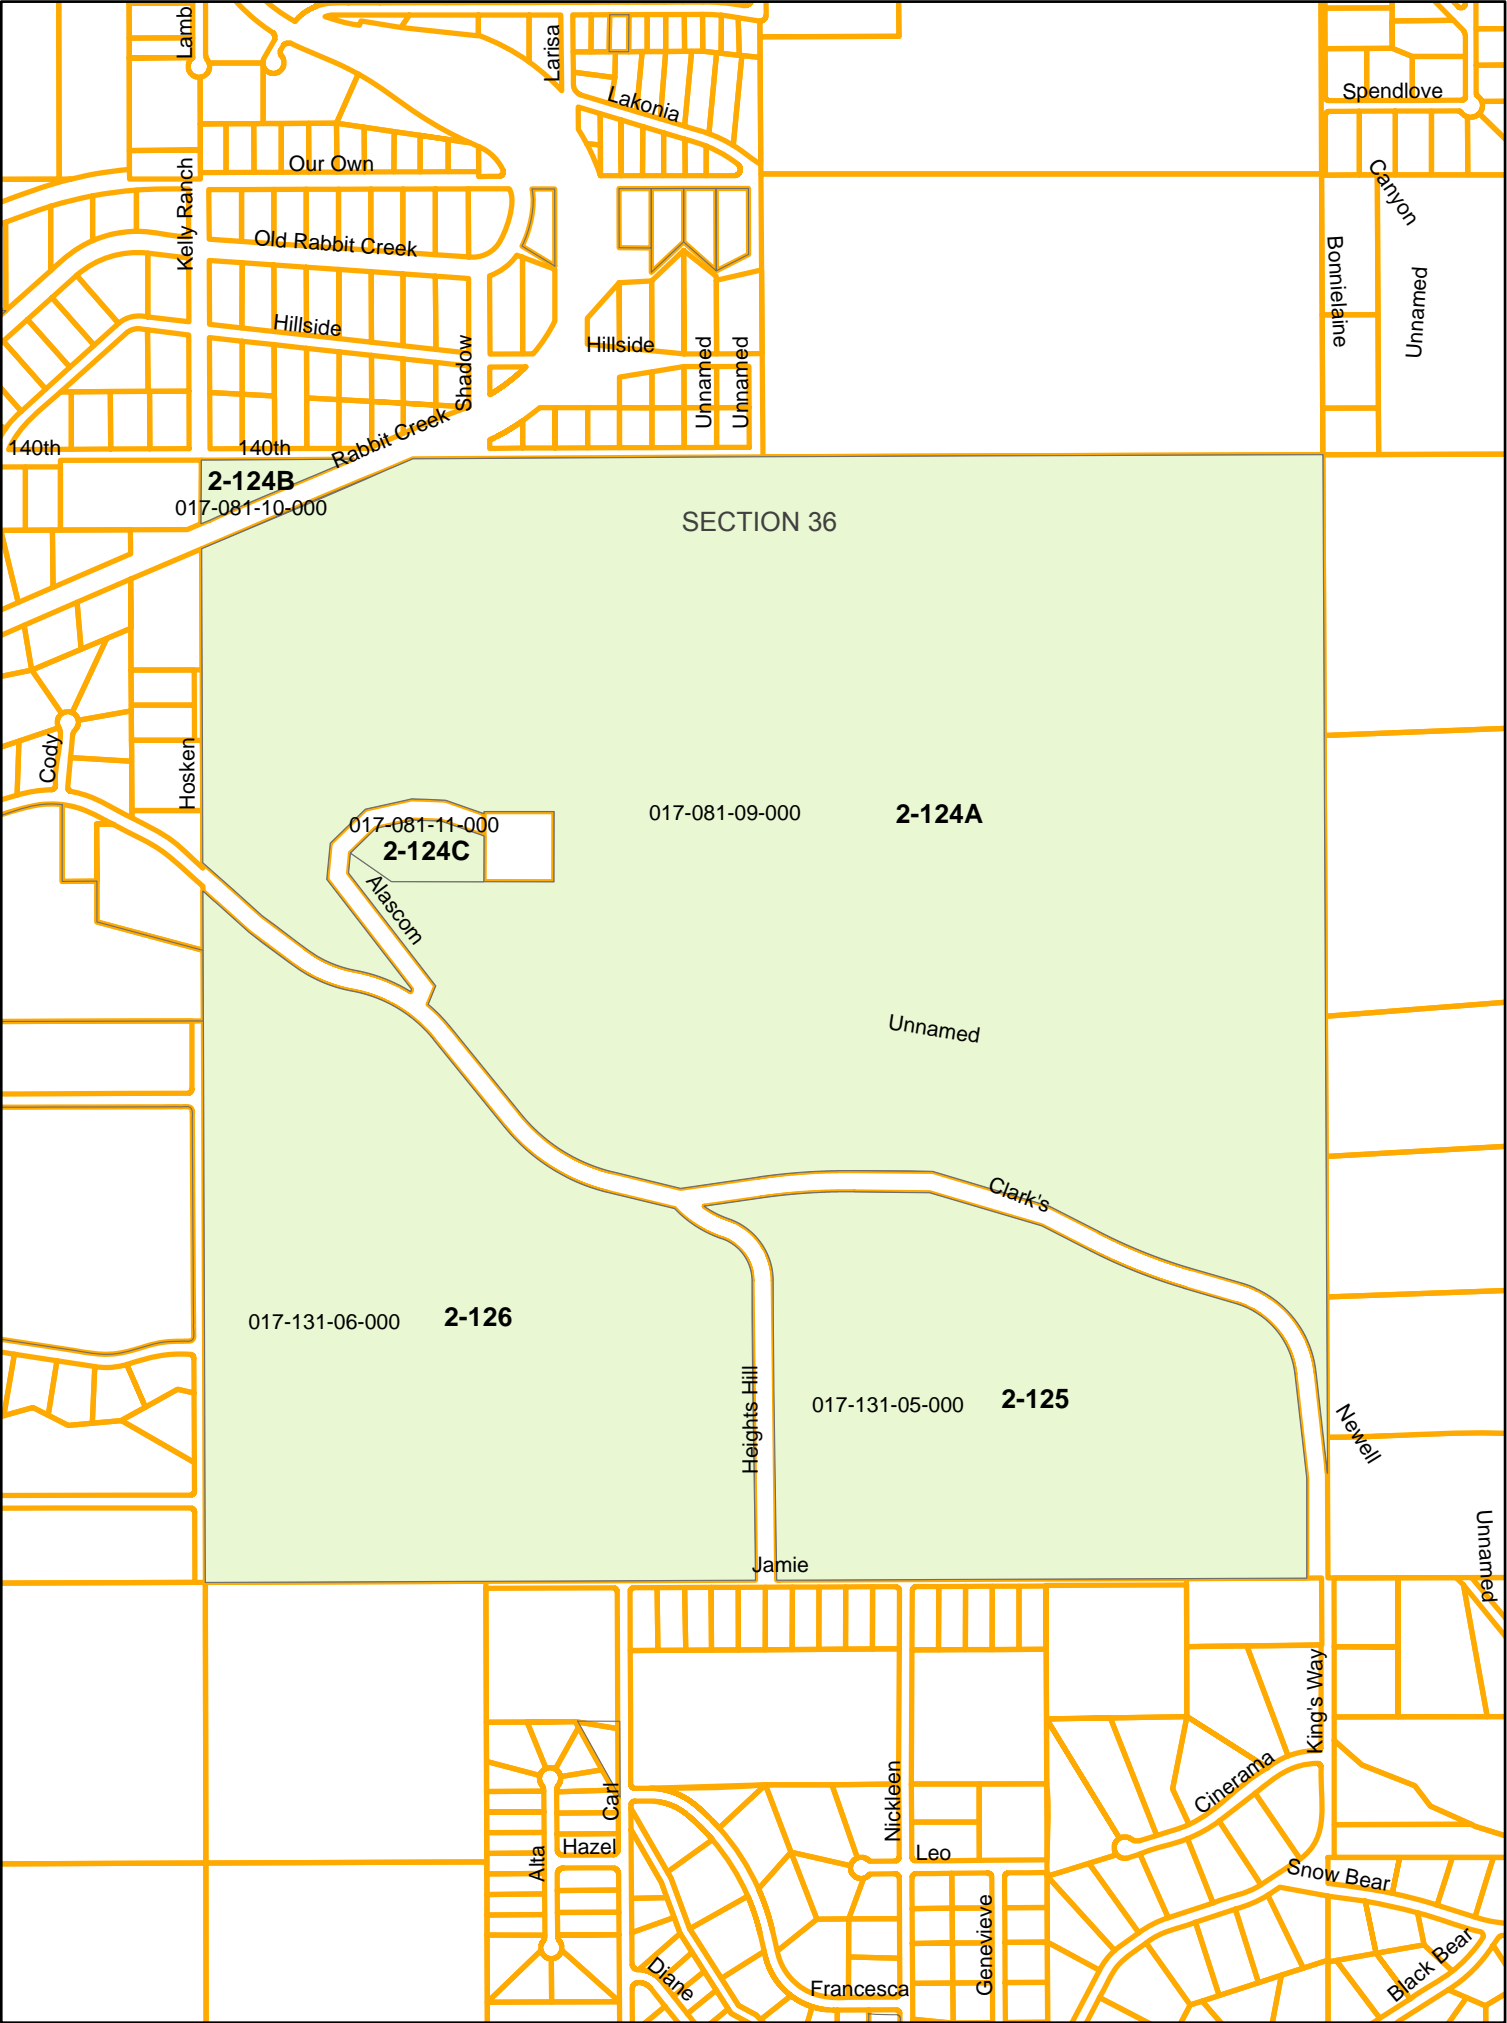 Lamb
Larisa
Lakonia
Spendlove
Our Own
Kelly Ranch
Canyon
Old Rabbit Creek
Bonnielaine
Unnamed
Hillside
Hillside
Shadow
Unnamed
Unnamed
140th
140th
Rabbit Creek
2-124B
017-081-10-000
SECTION 36
Cody
Hosken
017-081-11-000
2-124C
017-081-09-000
2-124A
Alascom
Unnamed
Clark's
017-131-06-000
2-126
Heights Hill
017-131-05-000
2-125
Newell
Unnamed
Jamie
King's Way
Cinerama
Carl
Nickleen
Hazel
Alta
Leo
Snow Bear
Genevieve
Black Bear
Diane
Francesca